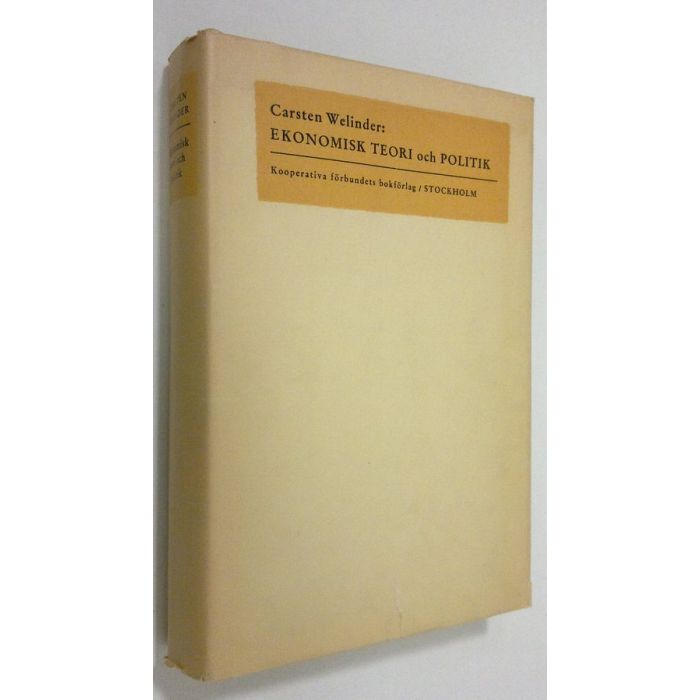 Carsten Welinder:
EKONOMISK TEORI och POLITIK
Kooperativa förbundets bokförlag / STOCKHOLM